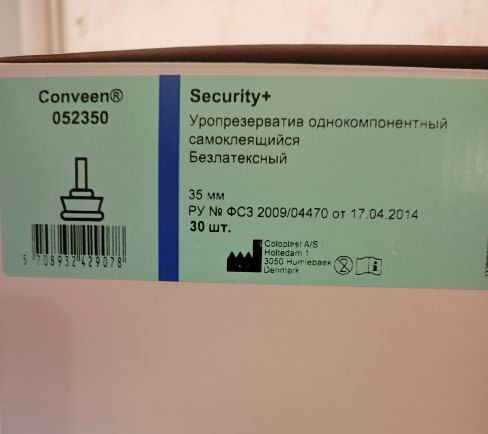 Conveen®
052350
5 708932 429078
Security+
Уропрезерватив однокомпонентный
самоклеящийся
Безлатексный
35 мм
РУ № ФСЗ 2009/04470 от 17.04.2014
30 шт.
Coloplast A/S
Holtedam 1
3050 Humlebaek
Denmark